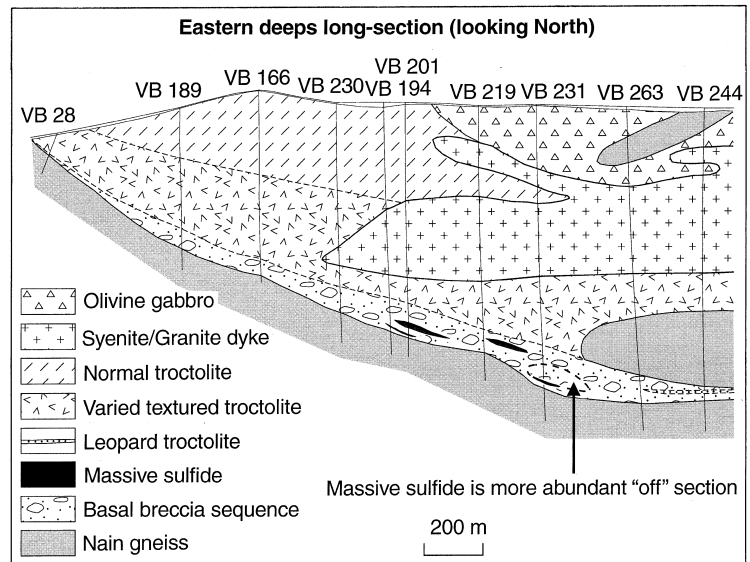 Eastern deeps long-section (looking North)
VB 28
VB 189
VB 166
VB 230
VB 201
VB 194
VB 219
VB 231
VB 263
VB 244
Olivine gabbro
Syenite/Granite dyke
Normal troctolite
Varied textured troctolite
Leopard troctolite
Massive sulfide
Basal breccia sequence
Nain gneiss
Massive sulfide is more abundant “off” section
200 m